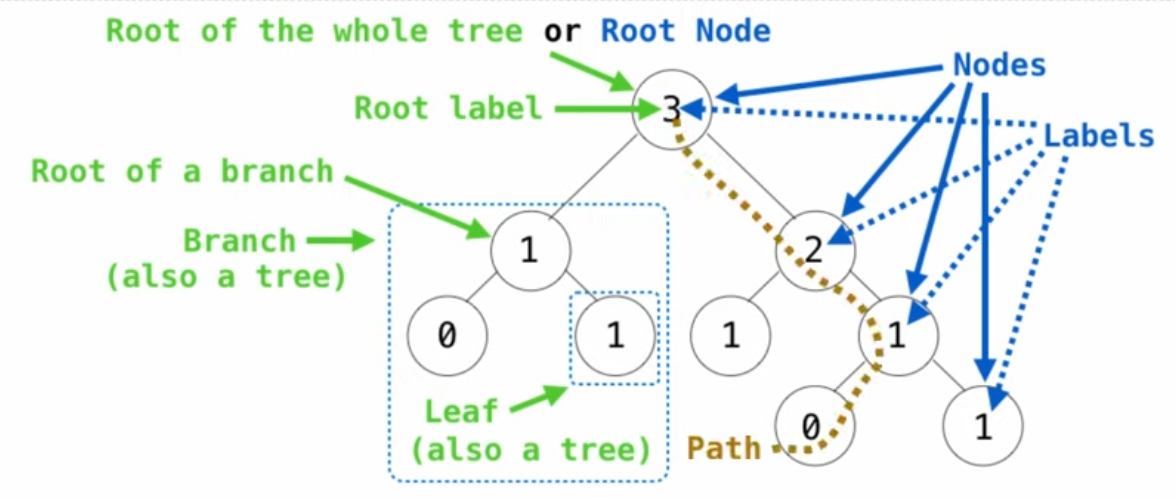 Root of the whole tree or Root Node
Nodes
Root label
3
Labels
Root of a branch
Branch
(also a tree)
1
2
0
1
1
1
Leaf
(also a tree)
0
1
Path